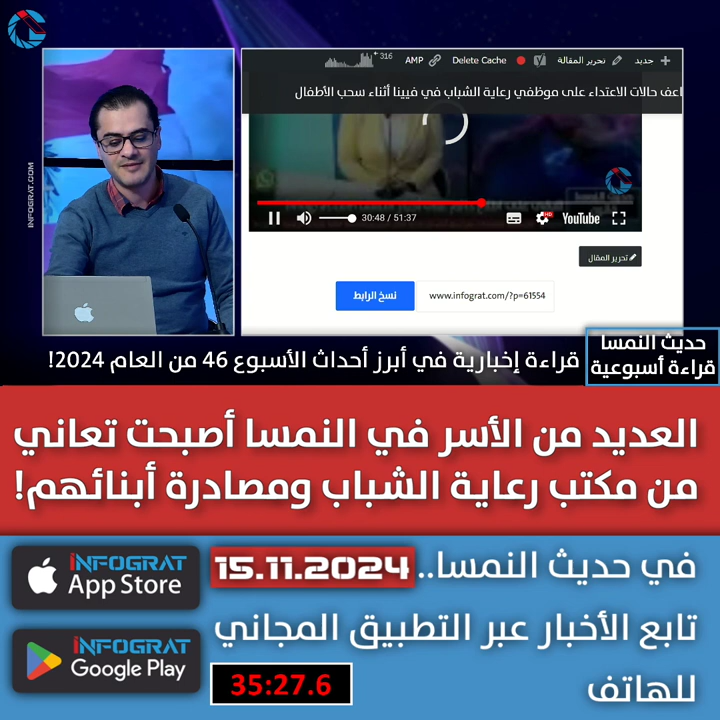 316
AMP
Delete Cache
تحرير المقالة
جديد
اعف حالات الاعتداء على موظفي رعاية الشباب في فيينا أثناء سحب الأطفال
INFOGRAT.COM
30:48 / 51:37
HD
YouTube
تحرير المقال
نسخ الرابط
www.infograt.com/?p=61554
حديث النمسا
قراءة أسبوعية
قراءة إخبارية في أبرز أحداث الأسبوع 46 من العام 2024!
العديد من الأسر في النمسا أصبحت تعاني
من مكتب رعاية الشباب ومصادرة أبنائهم!
في حديث النمسا.. 15.11.2024
تابع الأخبار عبر التطبيق المجاني
للهاتف
INFOGRAT
App Store
INFOGRAT
Google Play
35:27.6